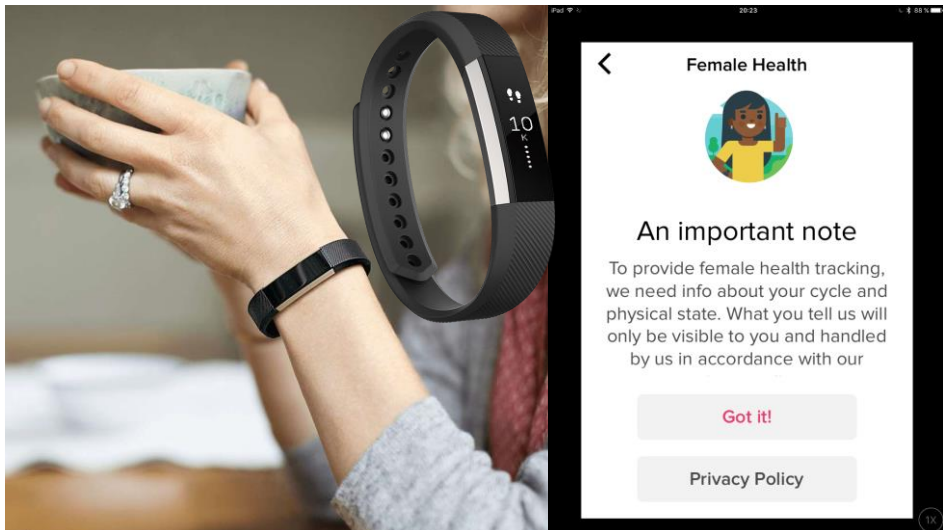 10
K
iPad
20:23
88 %
Female Health
An important note
To provide female health tracking,
we need info about your cycle and
physical state. What you tell us will
only be visible to you and handled
by us in accordance with our
Got it!
Privacy Policy
1X